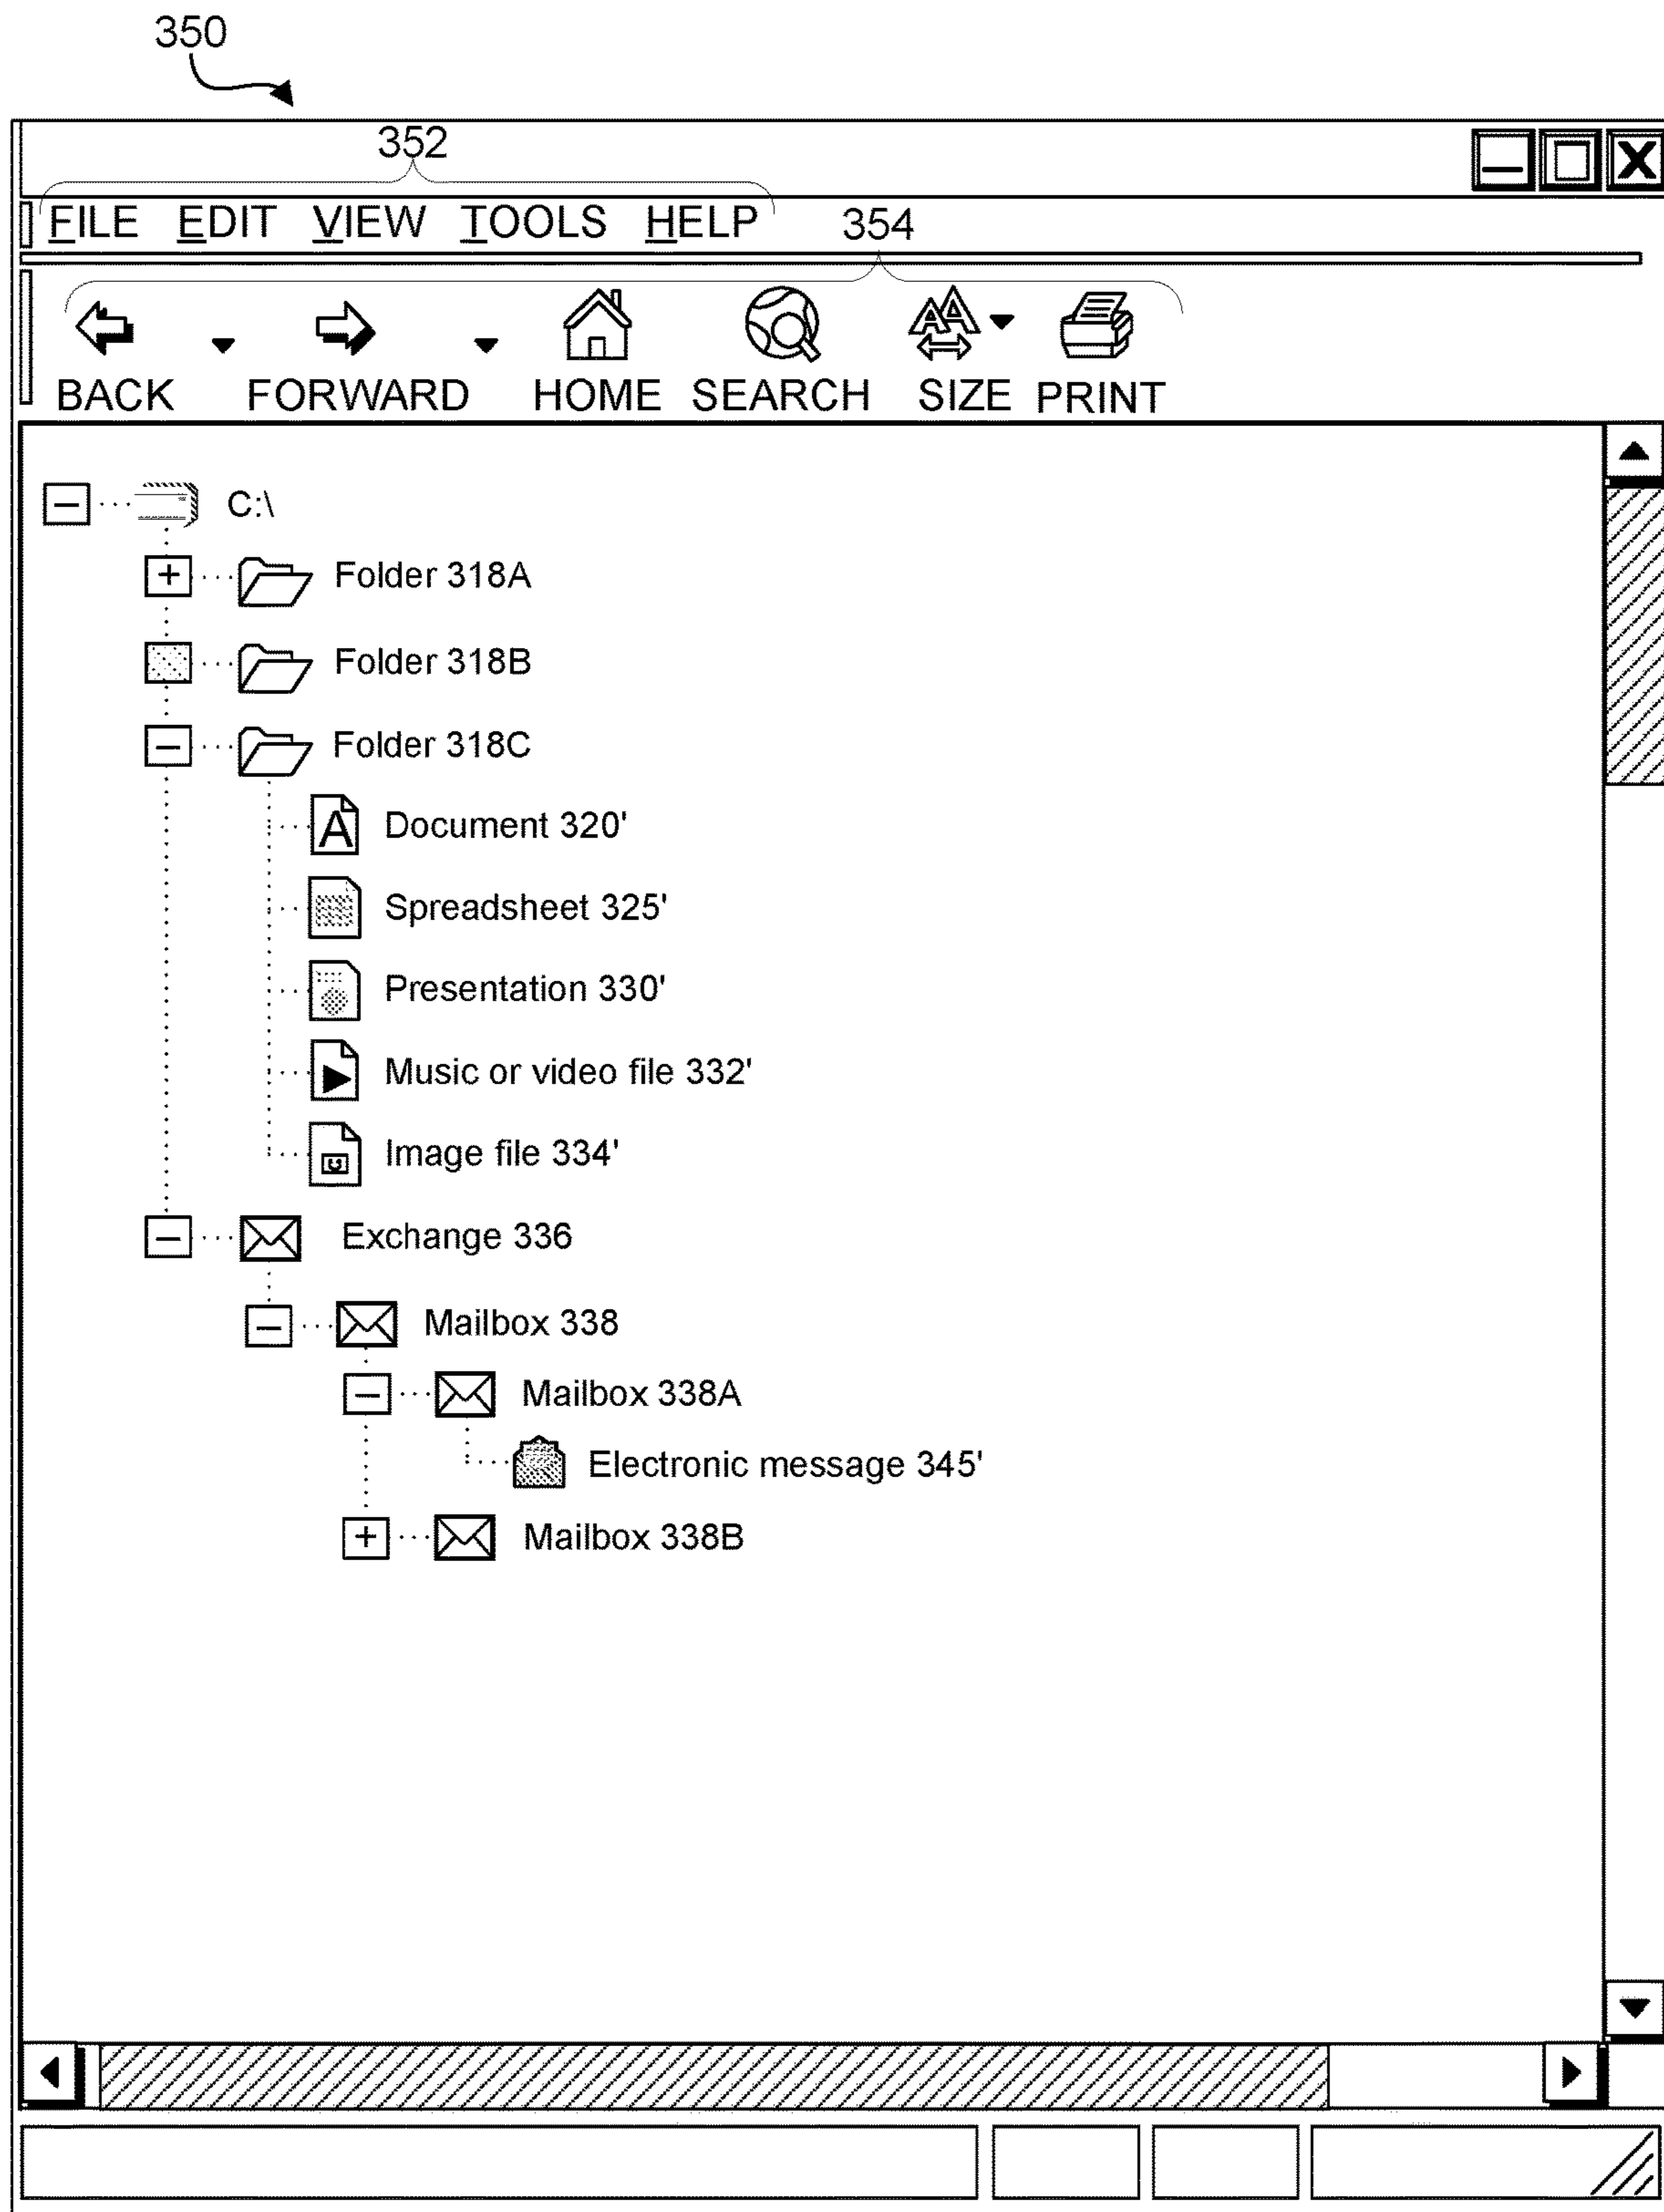 350
352
FILE EDIT VIEW TOOLS HELP 354
BACK FORWARD HOME SEARCH SIZE PRINT
C:\
Folder 318A
Folder 318B
Folder 318C
A Document 320'
Spreadsheet 325'
Presentation 330'
Music or video file 332'
Image file 334'
Exchange 336
Mailbox 338
Mailbox 338A
Electronic message 345'
Mailbox 338B